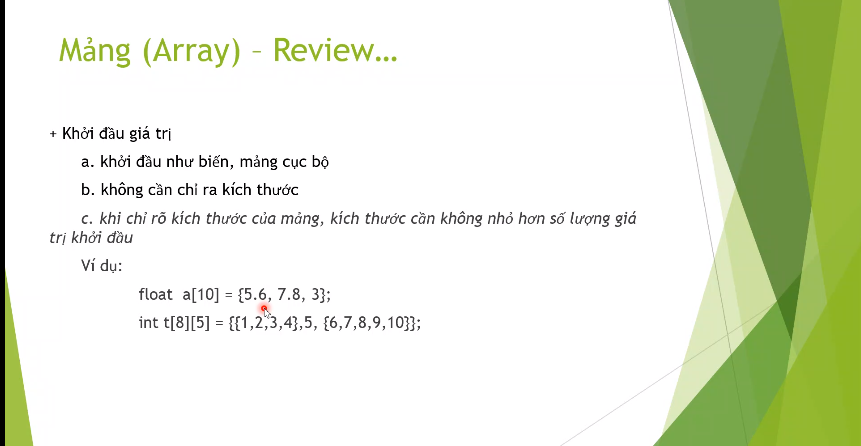 Mảng (Array) – Review…
+ Khởi đầu giá trị
a. khởi đầu như biến, mảng cục bộ
b. không cần chỉ ra kích thước
c. khi chỉ rõ kích thước của mảng, kích thước cần không nhỏ hơn số lượng giá
trị khởi đầu
Ví dụ:
float a[10] = {5.6, 7.8, 3};
int t[8][5] = {{1,2,3,4},5, {6,7,8,9,10}};